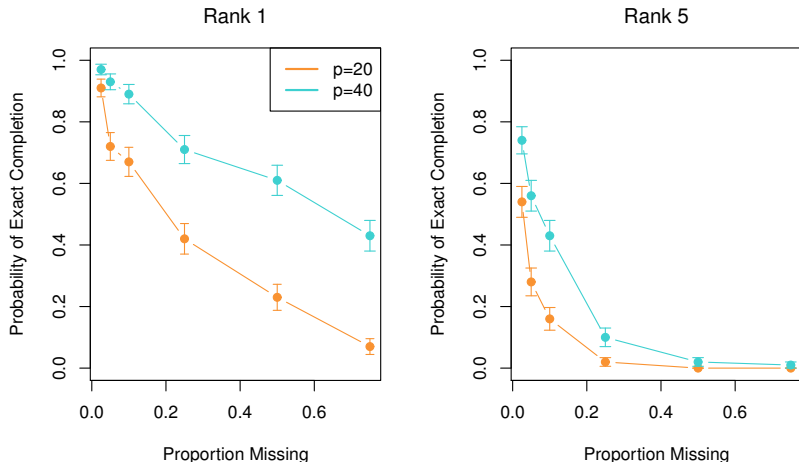 Rank 1
Probability of Exact Completion
1.0
0.8
0.6
0.4
0.2
0.0
p=20
p=40
0.0 0.2 0.4 0.6
Proportion Missing
Rank 5
Probability of Exact Completion
1.0
0.8
0.6
0.4
0.2
0.0
0.0 0.2 0.4 0.6
Proportion Missing